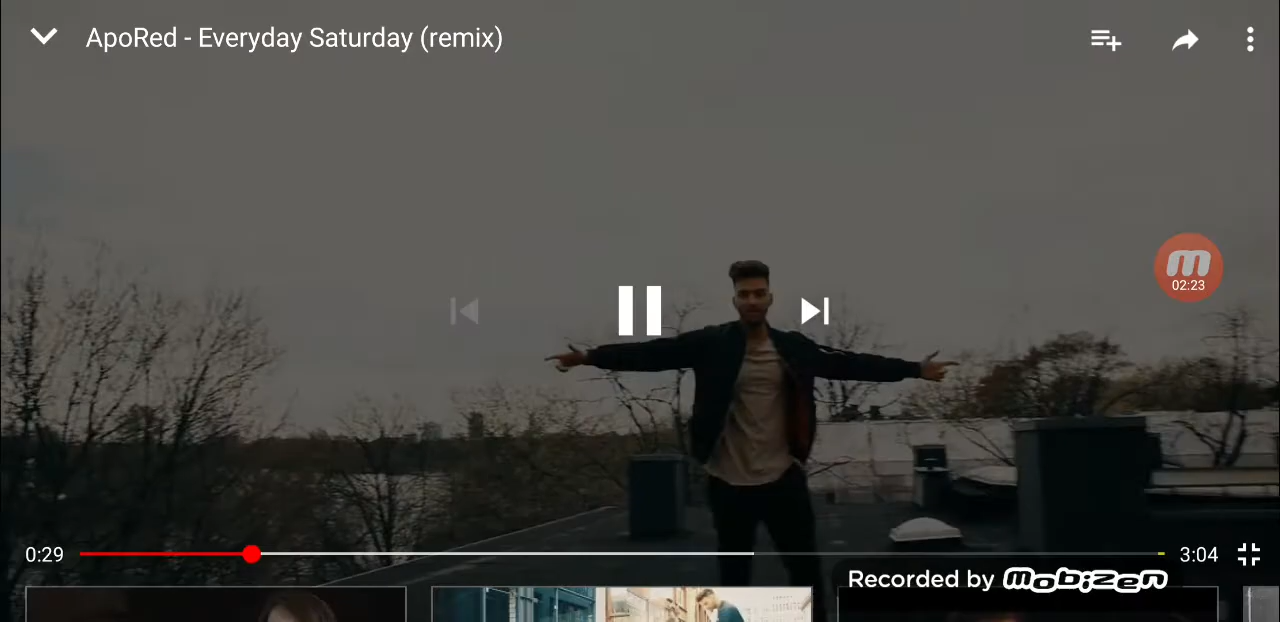 ApoRed - Everyday Saturday (remix)
m
02:23
0:29
3:04
Recorded by mobizen